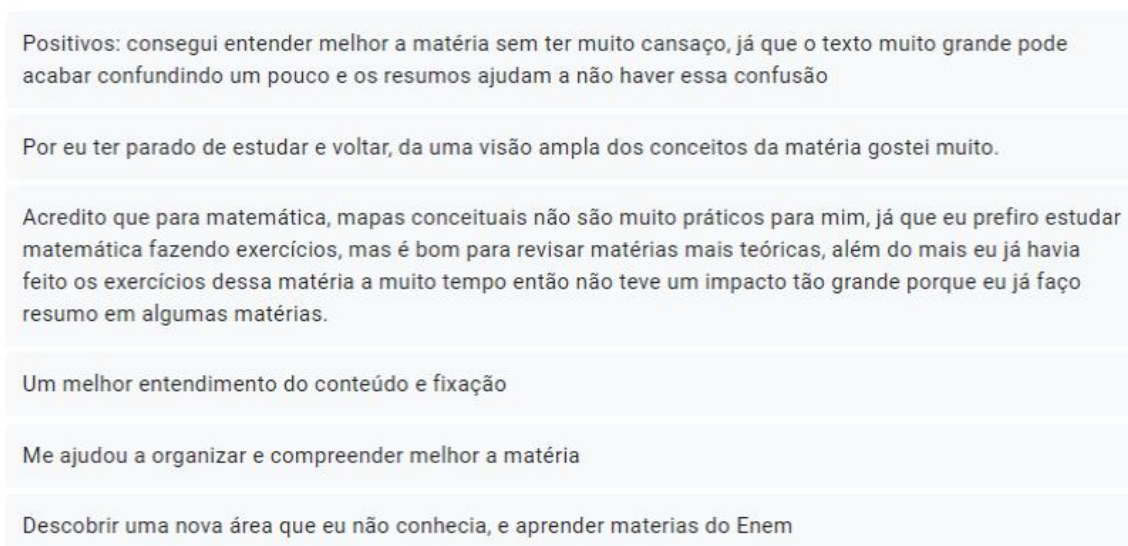 Positivos: consegui entender melhor a matéria sem ter muito cansaço, já que o texto muito grande pode
acabar confundindo um pouco e os resumos ajudam a não haver essa confusão
Por eu ter parado de estudar e voltar, da uma visão ampla dos conceitos da matéria gostei muito.
Acredito que para matemática, mapas conceituais não são muito práticos para mim, já que eu prefiro estudar
matemática fazendo exercícios, mas é bom para revisar matérias mais teóricas, além do mais eu já havia
feito os exercícios dessa matéria a muito tempo então não teve um impacto tão grande porque eu já faço
resumo em algumas matérias.
Um melhor entendimento do conteúdo e fixação
Me ajudou a organizar e compreender melhor a matéria
Descobrir uma nova área que eu não conhecia, e aprender materias do Enem